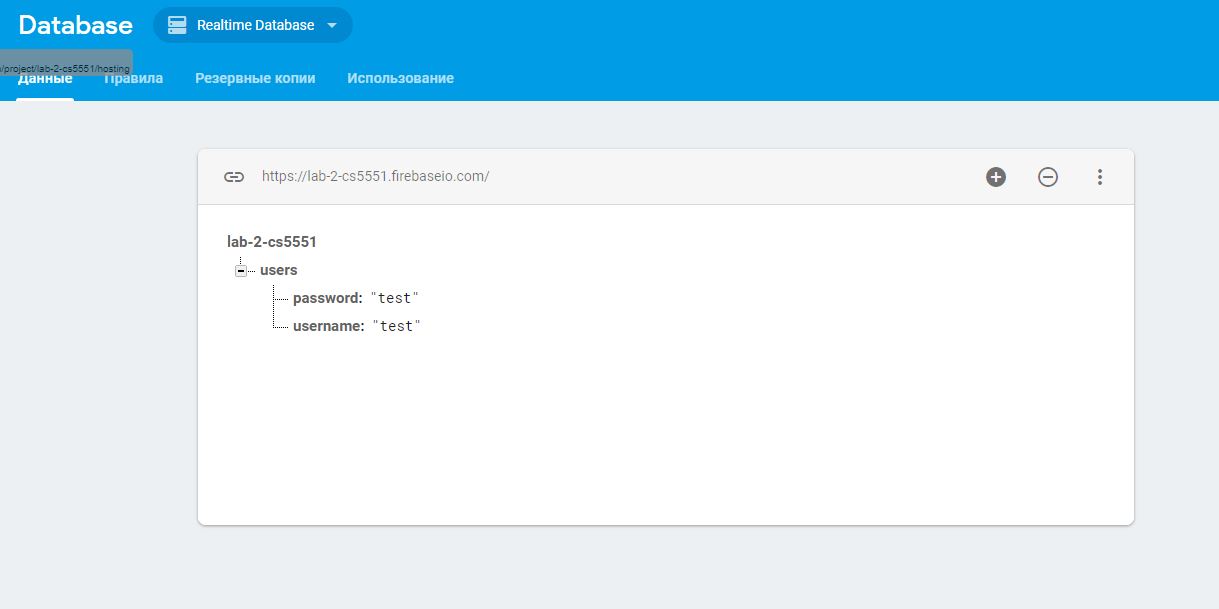 Database
Realtime Database
/project/lab-2-cs5551/hosting
Данные
Правила
Резервные копии
Использование
https://lab-2-cs5551.firebaseio.com/
lab-2-cs5551
users
password: "test"
username: "test"